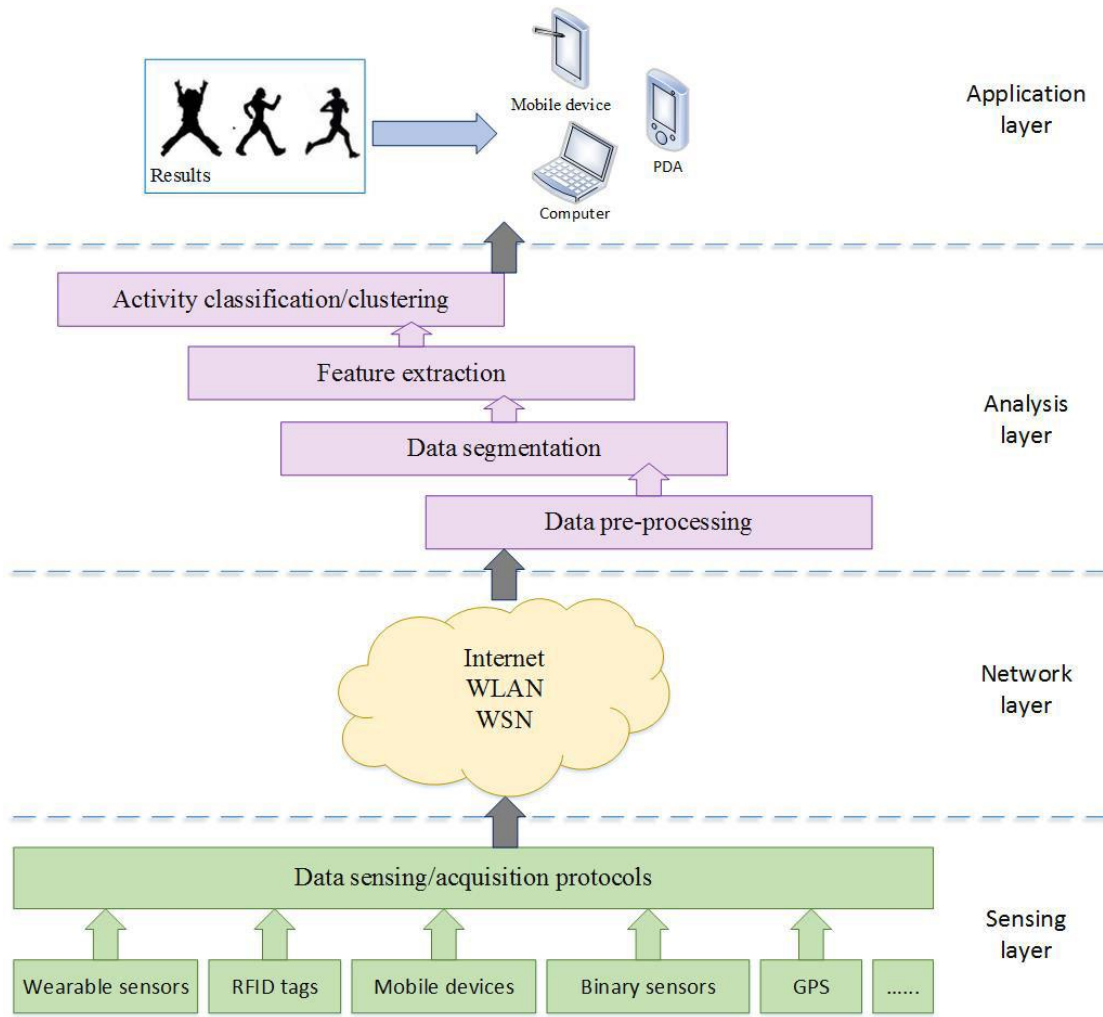 Mobile device
Application
layer
PDA
Results
Computer
Activity classification/clustering
Feature extraction
Analysis
layer
Data segmentation
Data pre-processing
Internet
WLAN
WSN
Network
layer
Data sensing/acquisition protocols
Sensing
layer
Wearable sensors
RFID tags
Mobile devices
Binary sensors
GPS
......